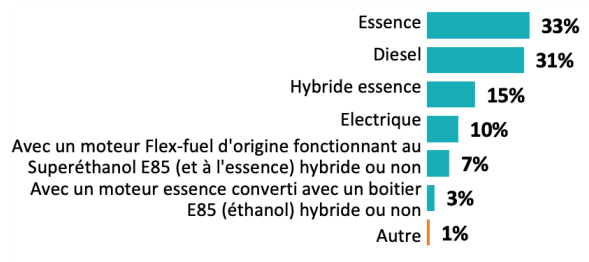 Essence 33%
Diesel 31%
Hybride essence 15%
Electrique 10%
Avec un moteur Flex-fuel d'origine fonctionnant au
Superéthanol E85 (et à l'essence) hybride ou non 7%
Avec un moteur essence converti avec un boitier
E85 (éthanol) hybride ou non 3%
Autre 1%